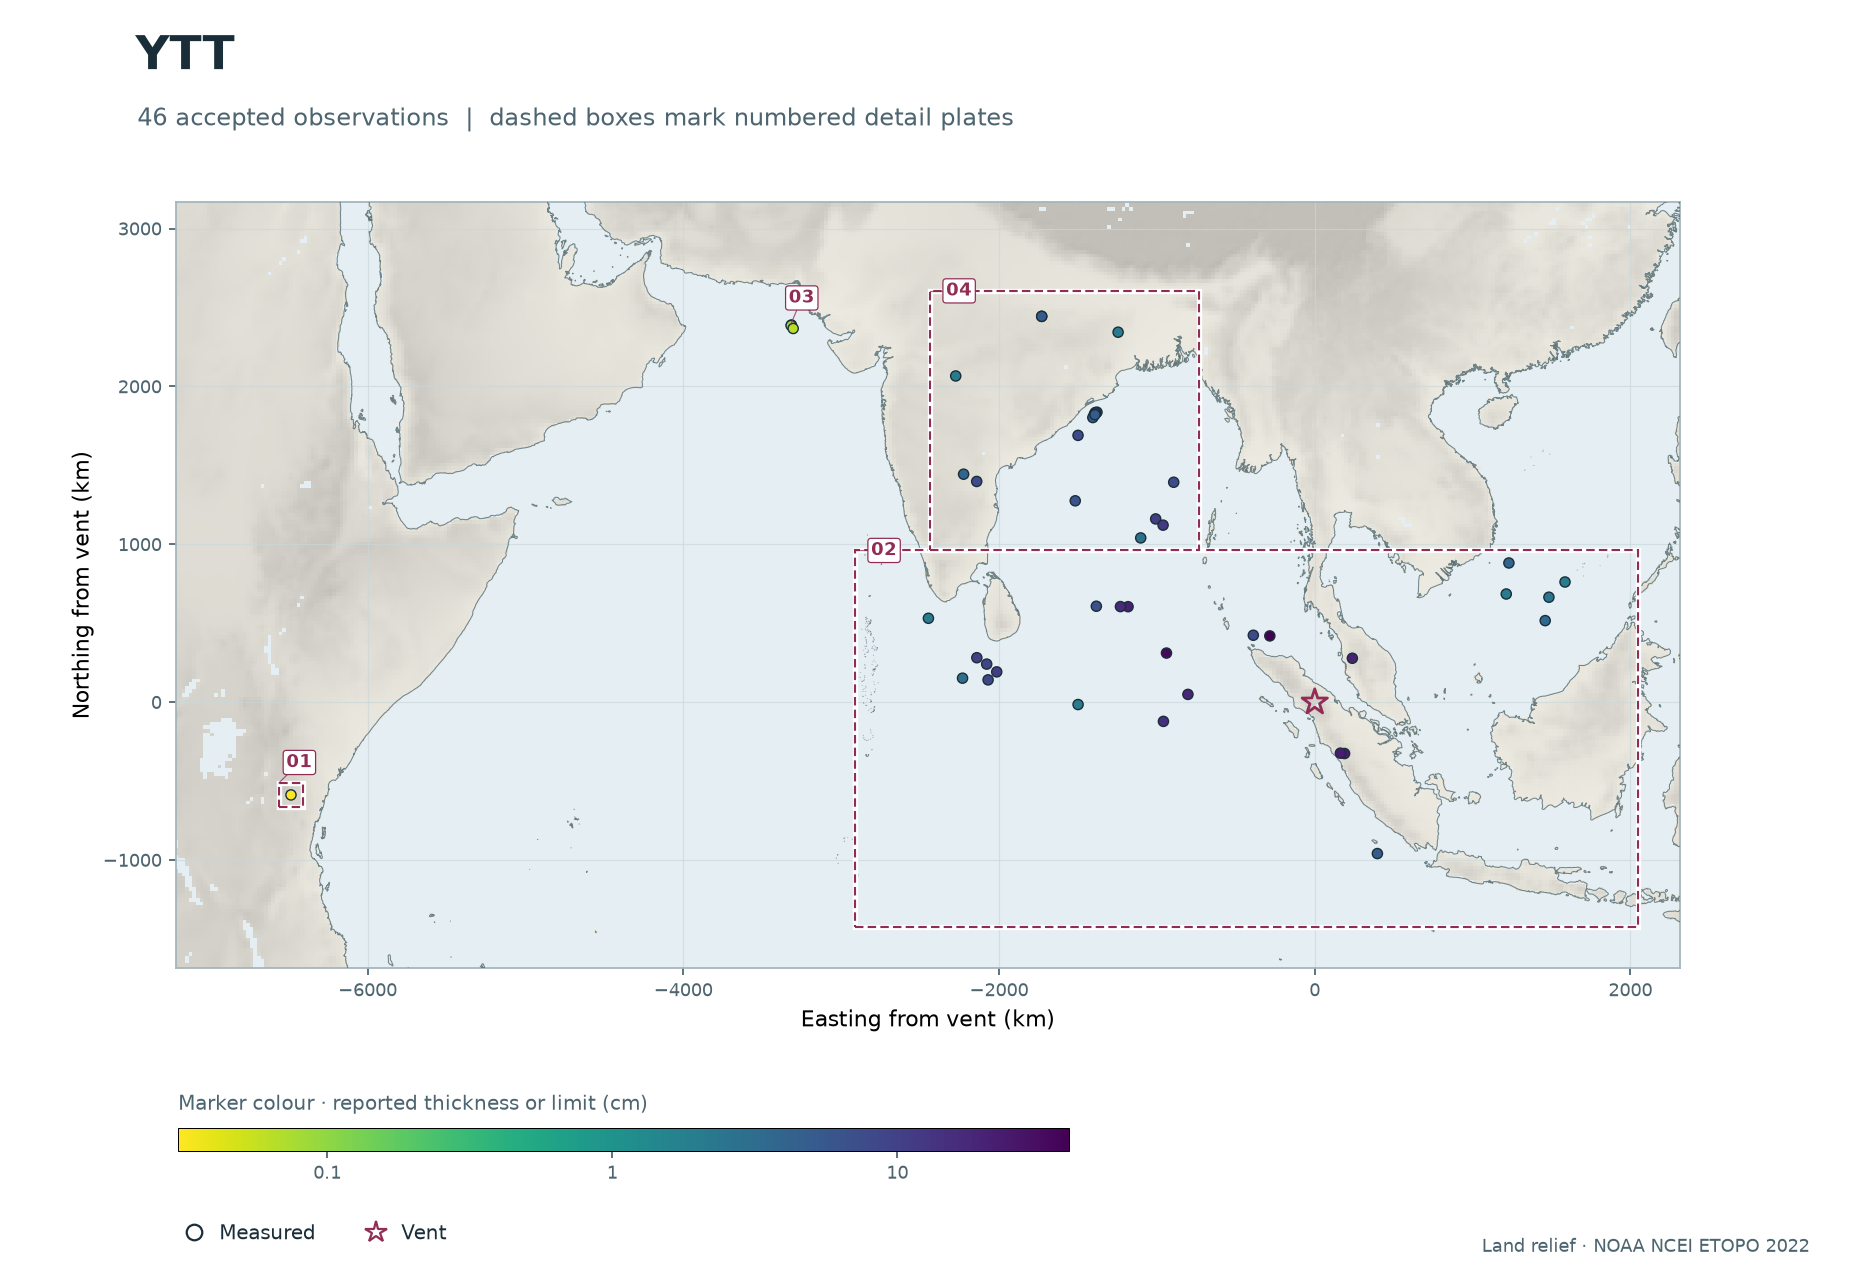 YTT
46 accepted observations | dashed boxes mark numbered detail plates
3000
2000
1000
0
−1000
Northing from vent (km)
03
04
02
01
−6000
−4000
−2000
0
2000
Easting from vent (km)
Marker colour · reported thickness or limit (cm)
0.1
1
10
Measured
Vent
Land relief · NOAA NCEI ETOPO 2022